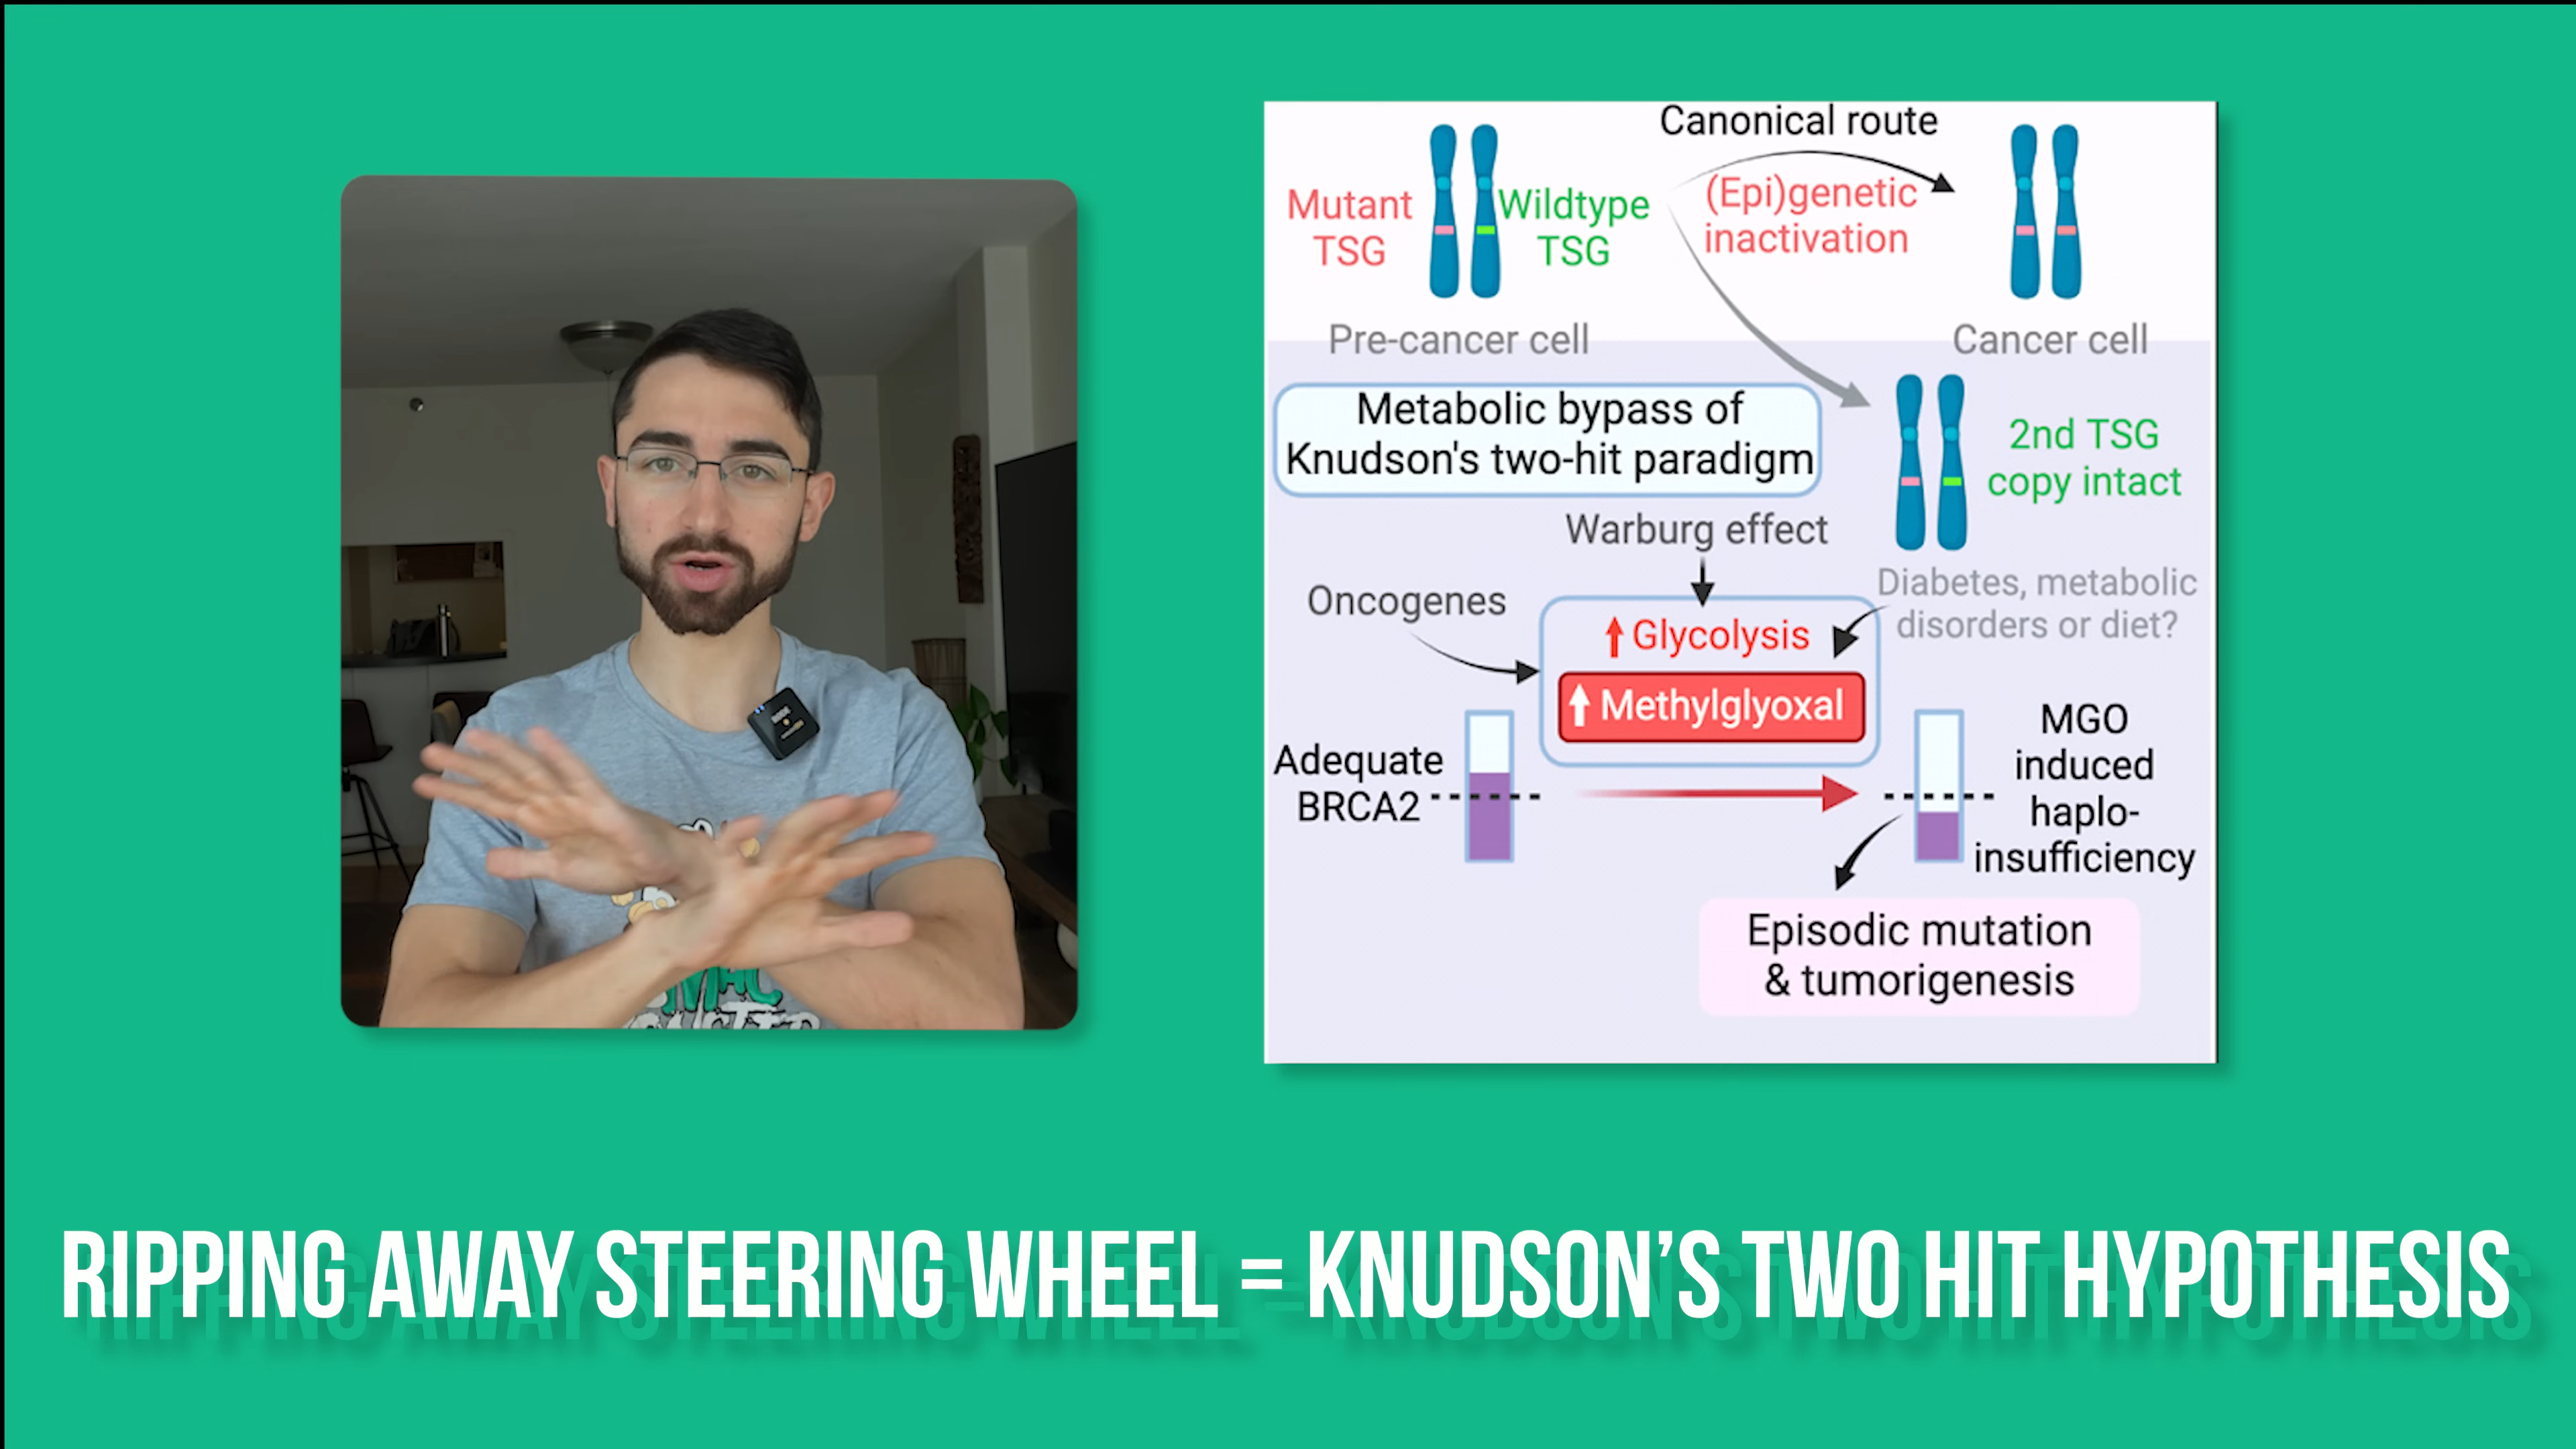 Canonical route
Mutant
TSG
Wildtype
TSG
(Epi)genetic
inactivation
Pre-cancer cell
Cancer cell
Metabolic bypass of
Knudson's two-hit paradigm
2nd TSG
copy intact
Warburg effect
Oncogenes
Diabetes, metabolic
disorders or diet?
Glycolysis
Methylglyoxal
Adequate
BRCA2
MGO
induced
haplo-
insufficiency
Episodic mutation
& tumorigenesis
RIPPING AWAY STEERING WHEEL = KNUDSON'S TWO HIT HYPOTHESIS